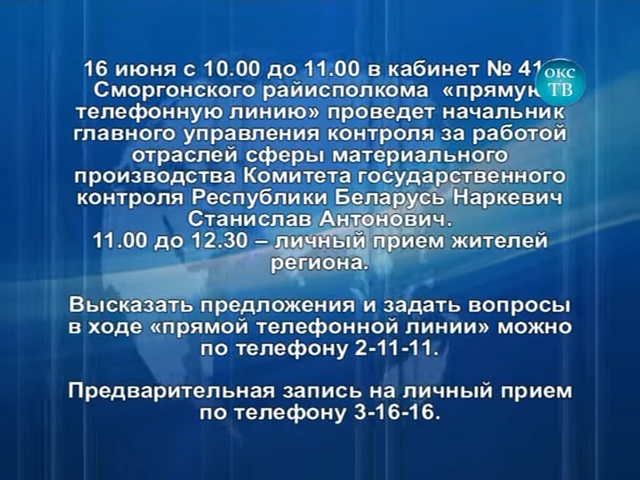 16 июня с 10.00 до 11.00 в кабинет № 41
Сморгонского райисполкома «прямую
телефонную линию» проведет начальник
главного управления контроля за работой
отраслей сферы материального
производства Комитета государственного
контроля Республики Беларусь Наркевич
Станислав Антонович.
11.00 до 12.30 – личный прием жителей
региона.
Высказать предложения и задать вопросы
в ходе «прямой телефонной линии» можно
по телефону 2-11-11.
Предварительная запись на личный прием
по телефону 3-16-16.
ОКС
ТВ